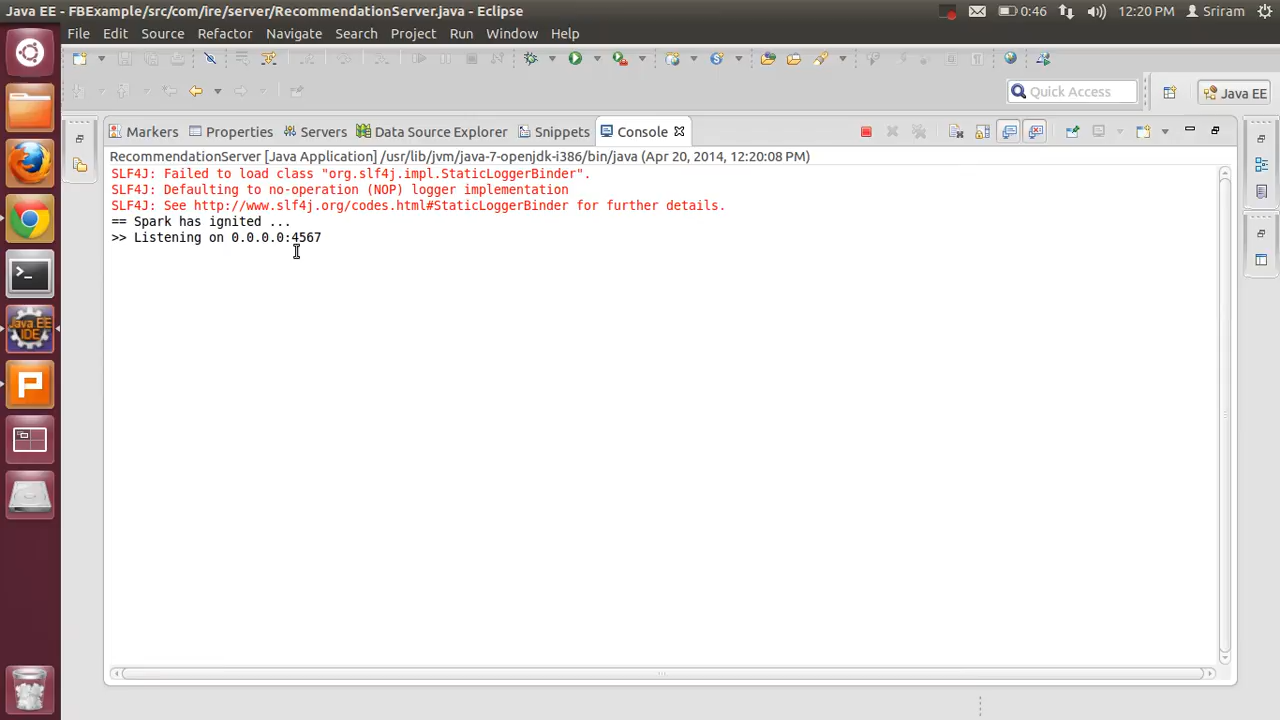 Java EE - FBExample/src/com/ire/server/RecommendationServer.java - Eclipse
0:46
12:20 PM
Sriram
File Edit Source Refactor Navigate Search Project Run Window Help
Quick Access
Java EE
Markers Properties Servers Data Source Explorer Snippets Console
RecommendationServer [Java Application] /usr/lib/jvm/java-7-openjdk-i386/bin/java (Apr 20, 2014, 12:20:08 PM)
SLF4J: Failed to load class "org.slf4j.impl.StaticLoggerBinder".
SLF4J: Defaulting to no-operation (NOP) logger implementation
SLF4J: See http://www.slf4j.org/codes.html#StaticLoggerBinder for further details.
== Spark has ignited ...
>> Listening on 0.0.0.0:4567
Java EE
IDE
P